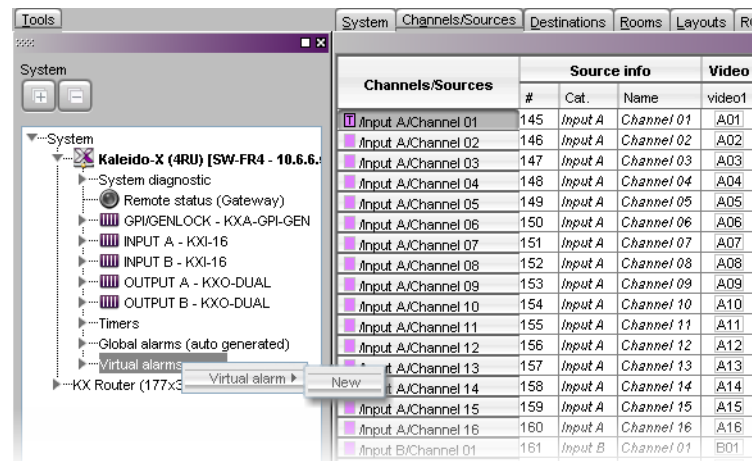 Tools
System Channels/Sources Destinations Rooms Layouts
System
Channels/Sources Source info Video
# Cat. Name video1
System
Kaleido-X (4RU) [SW-FR4 - 10.6.6.
System diagnostic
Remote status (Gateway)
GPI/GENLOCK - KXA-GPI-GEN
INPUT A - KXI-16
INPUT B - KXI-16
OUTPUT A - KXO-DUAL
OUTPUT B - KXO-DUAL
Timers
Global alarms (auto generated)
Virtual alarms
KX Router (177x3
Virtual alarm
New
T /Input A/Channel 01 145 Input A Channel 01 A01
/Input A/Channel 02 146 Input A Channel 02 A02
/Input A/Channel 03 147 Input A Channel 03 A03
/Input A/Channel 04 148 Input A Channel 04 A04
/Input A/Channel 05 149 Input A Channel 05 A05
/Input A/Channel 06 150 Input A Channel 06 A06
/Input A/Channel 07 151 Input A Channel 07 A07
/Input A/Channel 08 152 Input A Channel 08 A08
/Input A/Channel 09 153 Input A Channel 09 A09
/Input A/Channel 10 154 Input A Channel 10 A10
/Input A/Channel 11 155 Input A Channel 11 A11
/Input A/Channel 12 156 Input A Channel 12 A12
A/Channel 13 157 Input A Channel 13 A13
A/Channel 14 158 Input A Channel 14 A14
/Input A/Channel 15 159 Input A Channel 15 A15
/Input A/Channel 16 160 Input A Channel 16 A16
/Input B/Channel 01 161 Input B Channel 01 B01